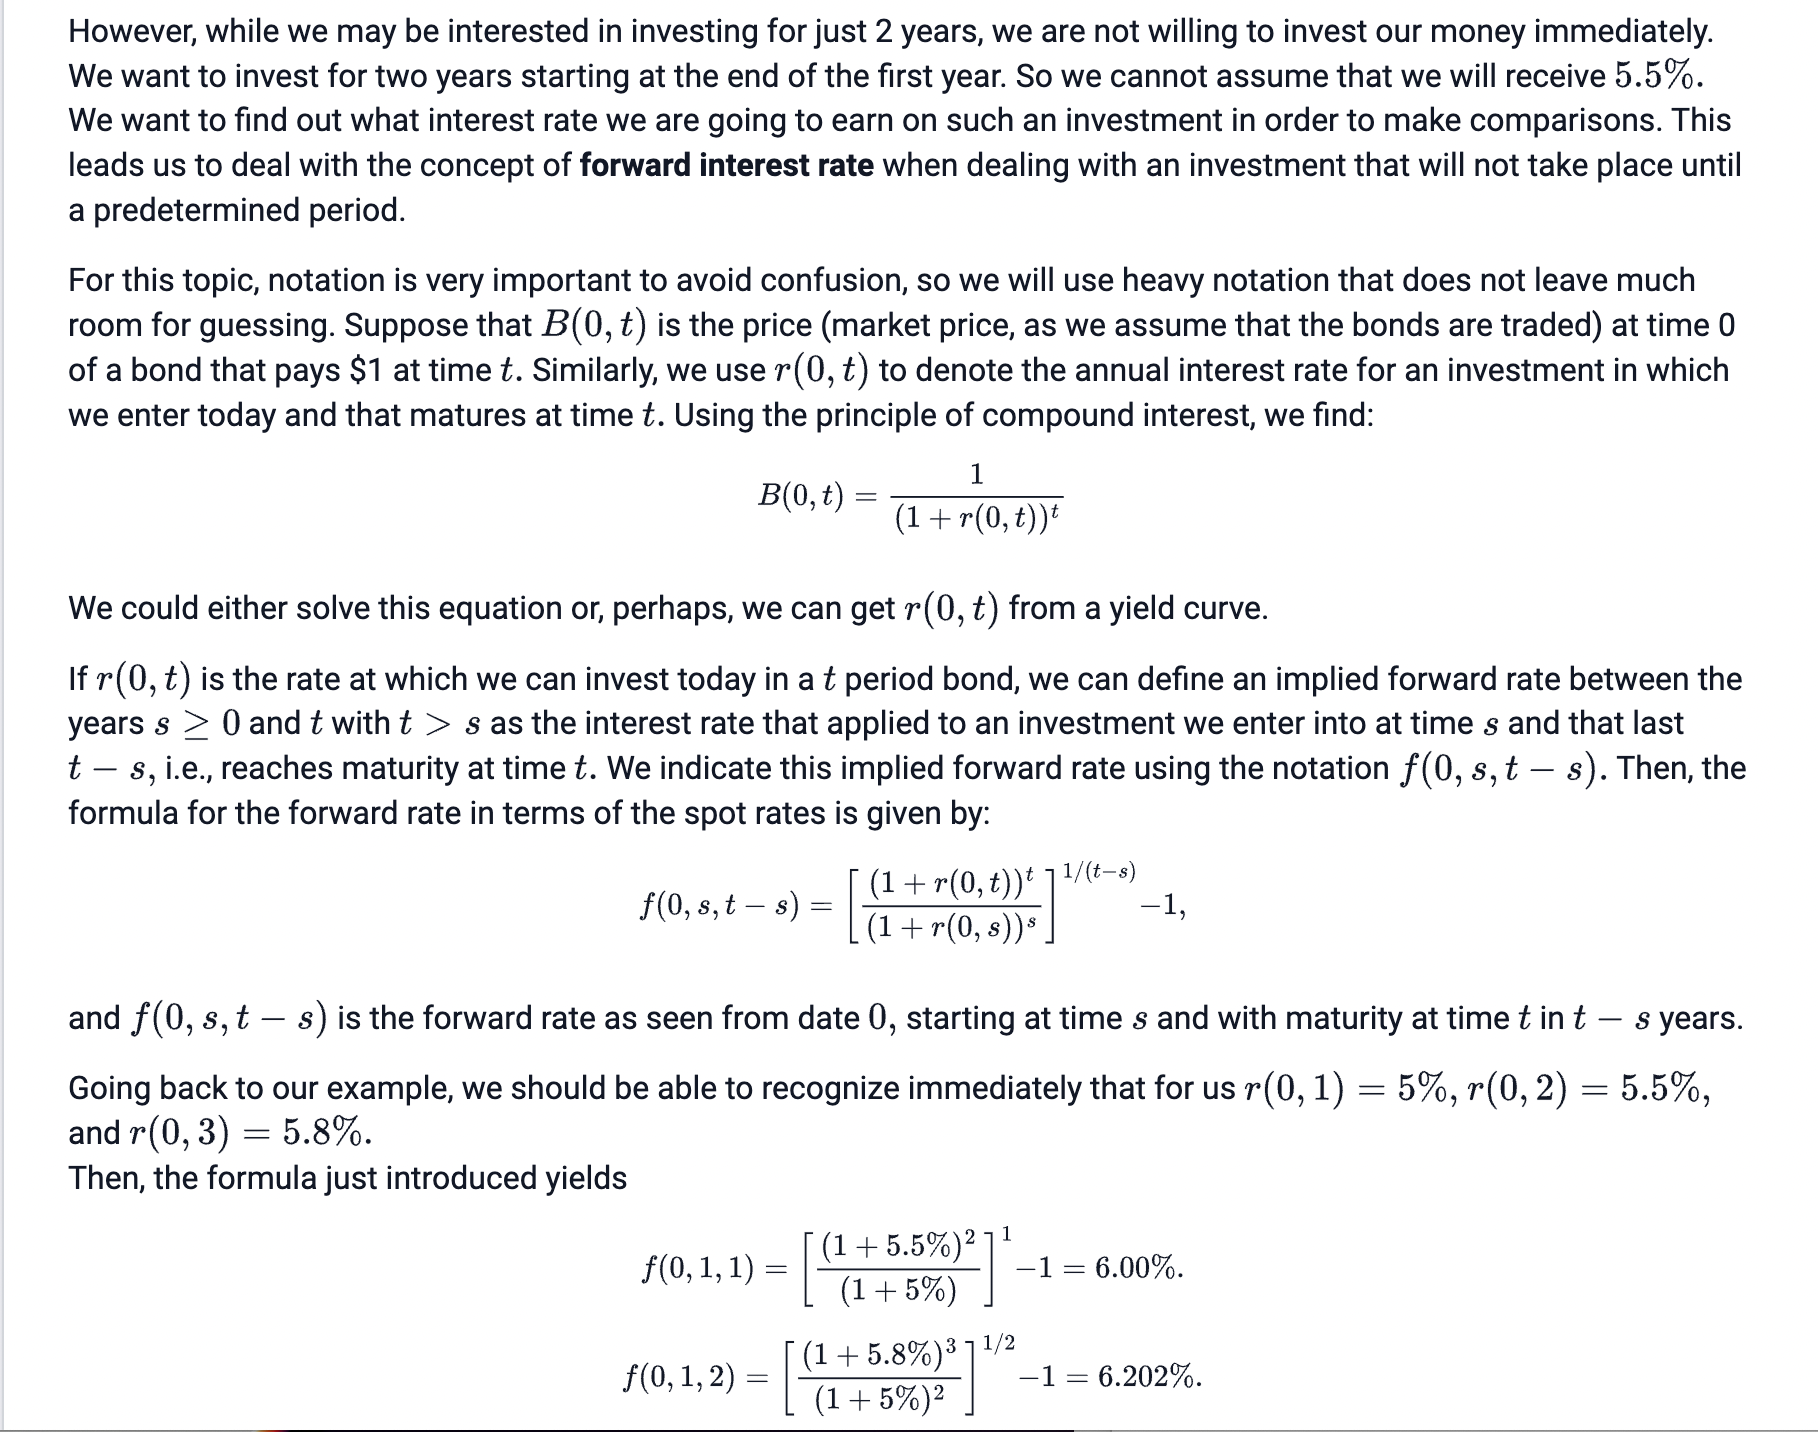 However, while we may be interested in investing for just 2 years, we are not willing to invest our money immediately.
We want to invest for two years starting at the end of the first year. So we cannot assume that we will receive 5.5%.
We want to find out what interest rate we are going to earn on such an investment in order to make comparisons. This
leads us to deal with the concept of forward interest rate when dealing with an investment that will not take place until
a predetermined period.
For this topic, notation is very important to avoid confusion, so we will use heavy notation that does not leave much
room for guessing. Suppose that B(0, t) is the price (market price, as we assume that the bonds are traded) at time 0
of a bond that pays $1 at time t. Similarly, we use r(0, t) to denote the annual interest rate for an investment in which
we enter today and that matures at time t. Using the principle of compound interest, we find:
B(0, t) = \frac{1}{(1 + r(0, t))^t}
We could either solve this equation or, perhaps, we can get r(0, t) from a yield curve.
If r(0, t) is the rate at which we can invest today in a t period bond, we can define an implied forward rate between the
years s ≥ 0 and t with t > s as the interest rate that applied to an investment we enter into at time s and that last
t − s, i.e., reaches maturity at time t. We indicate this implied forward rate using the notation f(0, s, t − s). Then, the
formula for the forward rate in terms of the spot rates is given by:
f(0, s, t − s) = \left[\frac{(1 + r(0, t))^t}{(1 + r(0, s))^s}\right]^{1/(t−s)} −1,
and f(0, s, t − s) is the forward rate as seen from date 0, starting at time s and with maturity at time t in t − s years.
Going back to our example, we should be able to recognize immediately that for us r(0, 1) = 5%, r(0, 2) = 5.5%,
and r(0, 3) = 5.8%.
Then, the formula just introduced yields
f(0, 1, 1) = \left[\frac{(1 + 5.5%)^2}{(1 + 5%)}\right]^1 −1 = 6.00%.
f(0, 1, 2) = \left[\frac{(1 + 5.8%)^3}{(1 + 5%)^2}\right]^{1/2} −1 = 6.202%.